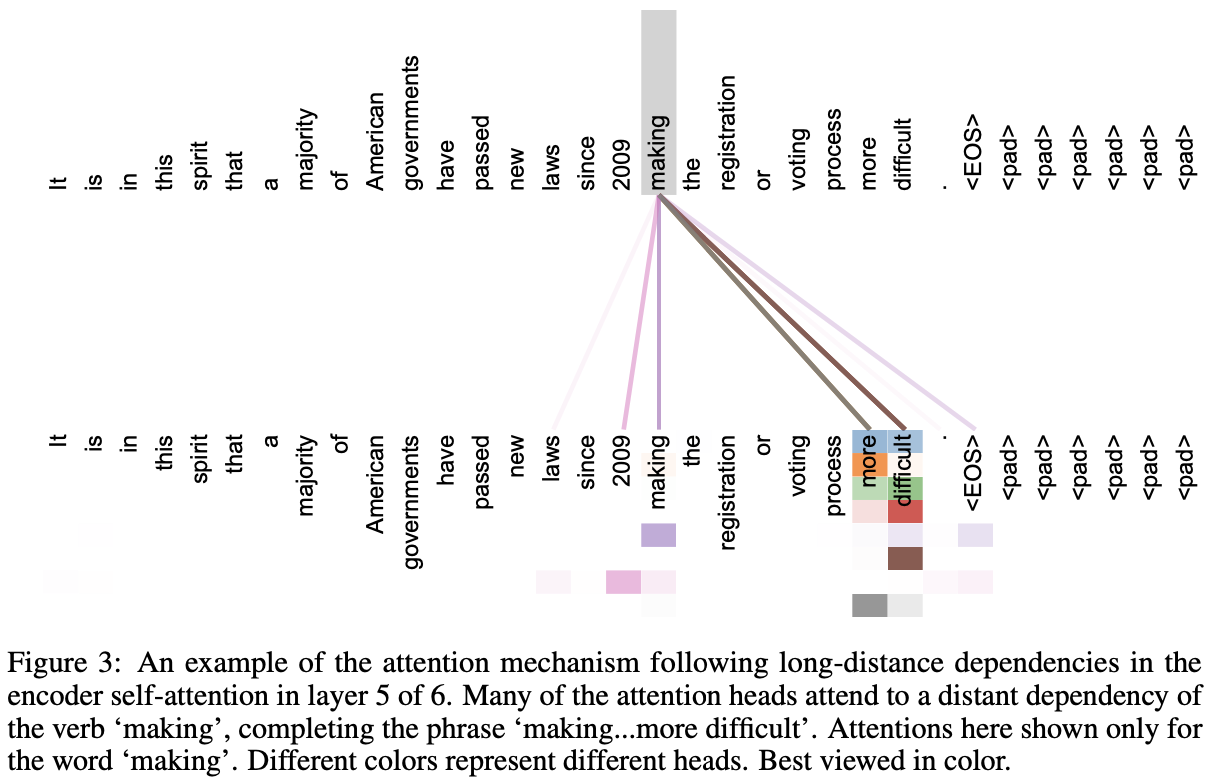 It is in this spirit that a majority of American governments have passed new laws since 2009 making the registration or voting process more difficult . <EOS> <pad> <pad> <pad> <pad> <pad> <pad>
It is in this spirit that a majority of American governments have passed new laws since 2009 making the registration or voting process more difficult . <EOS> <pad> <pad> <pad> <pad> <pad> <pad>
Figure 3: An example of the attention mechanism following long-distance dependencies in the
encoder self-attention in layer 5 of 6. Many of the attention heads attend to a distant dependency of
the verb ‘making’, completing the phrase ‘making...more difficult’. Attentions here shown only for
the word ‘making’. Different colors represent different heads. Best viewed in color.